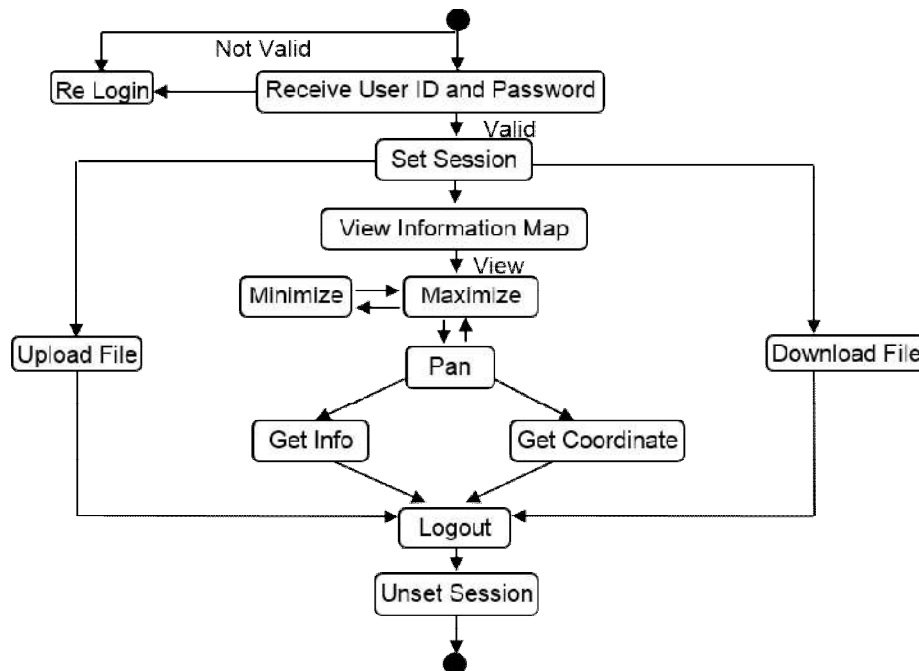 Not Valid
Re Login
Receive User ID and Password
Valid
Set Session
View Information Map
View
Minimize
Maximize
Upload File
Pan
Download File
Get Info
Get Coordinate
Logout
Unset Session